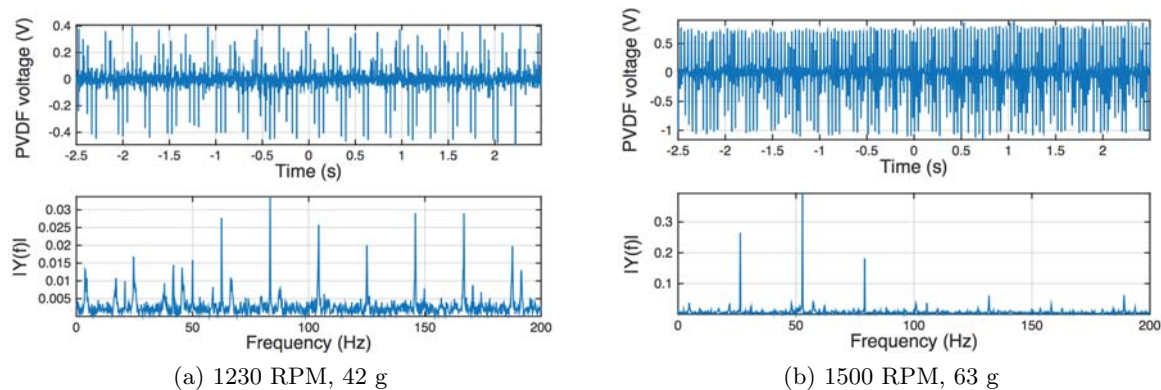 PVDF voltage (V)
0.4
0.2
0
-0.2
-0.4
-2.5 -2 -1.5 -1 -0.5 0 0.5 1 1.5 2
Time (s)
|Y(f)|
0.03
0.025
0.02
0.015
0.01
0.005
0 50 100 150 200
Frequency (Hz)
(a) 1230 RPM, 42 g
PVDF voltage (V)
0.5
0
-0.5
-1
-2.5 -2 -1.5 -1 -0.5 0 0.5 1 1.5 2
Time (s)
|Y(f)|
0.3
0.2
0.1
0 50 100 150 200
Frequency (Hz)
(b) 1500 RPM, 63 g